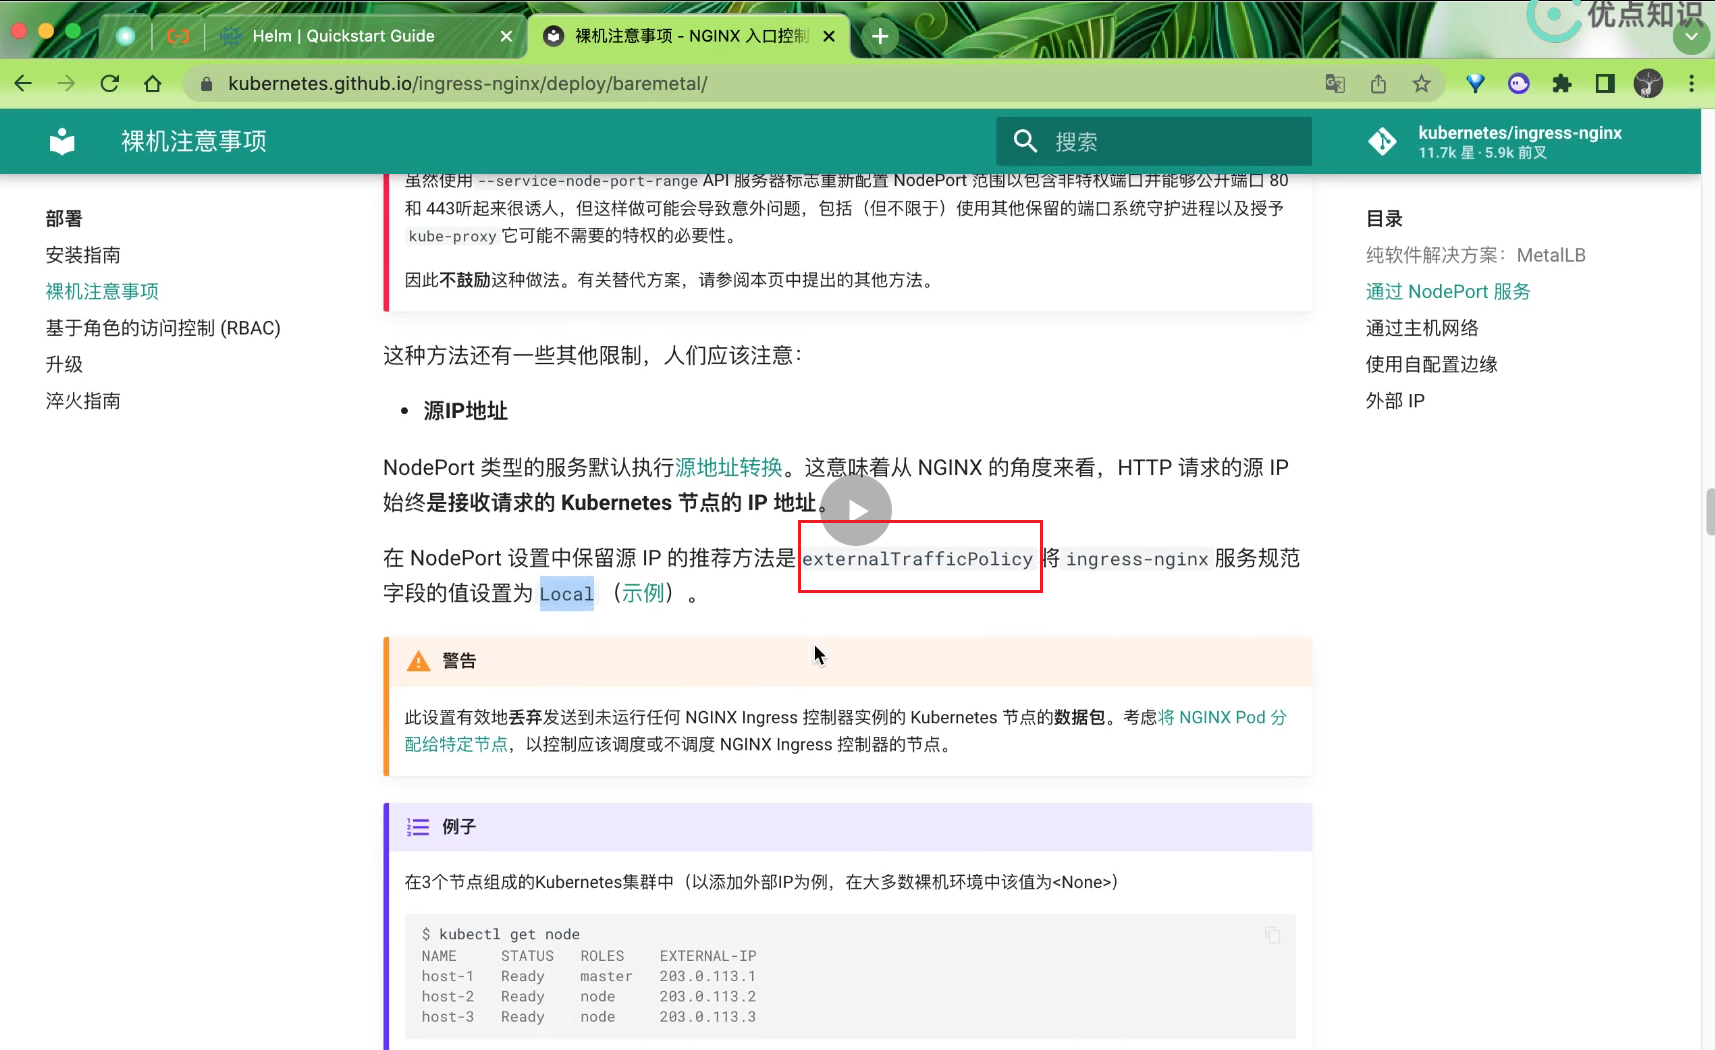 优点知识
Helm | Quickstart Guide
裸机注意事项 - NGINX 入口控制
kubernetes.github.io/ingress-nginx/deploy/baremetal/
裸机注意事项
搜索
kubernetes/ingress-nginx
11.7k 星 · 5.9k 前叉
部署
安装指南
裸机注意事项
基于角色的访问控制 (RBAC)
升级
淬火指南
虽然使用 --service-node-port-range API 服务器标志重新配置 NodePort 范围以包含非特权端口并能够公开端口 80
和 443听起来很诱人，但这样做可能会导致意外问题，包括（但不限于）使用其他保留的端口系统守护进程以及授予
kube-proxy 它可能不需要的特权的必要性。
因此不鼓励这种做法。有关替代方案，请参阅本页中提出的其他方法。
这种方法还有一些其他限制，人们应该注意：
• 源IP地址
NodePort 类型的服务默认执行源地址转换。这意味着从 NGINX 的角度来看，HTTP 请求的源 IP
始终是接收请求的 Kubernetes 节点的 IP 地址。
在 NodePort 设置中保留源 IP 的推荐方法是 externalTrafficPolicy 将 ingress-nginx 服务规范
字段的值设置为 Local （示例）。
警告
此设置有效地丢弃发送到未运行任何 NGINX Ingress 控制器实例的 Kubernetes 节点的数据包。考虑将 NGINX Pod 分
配给特定节点，以控制应该调度或不调度 NGINX Ingress 控制器的节点。
例子
在3个节点组成的Kubernetes集群中（以添加外部IP为例，在大多数裸机环境中该值为<None>）
$ kubectl get node
NAME STATUS ROLES EXTERNAL-IP
host-1 Ready master 203.0.113.1
host-2 Ready node 203.0.113.2
host-3 Ready node 203.0.113.3
目录
纯软件解决方案：MetalLB
通过 NodePort 服务
通过主机网络
使用自配置边缘
外部 IP